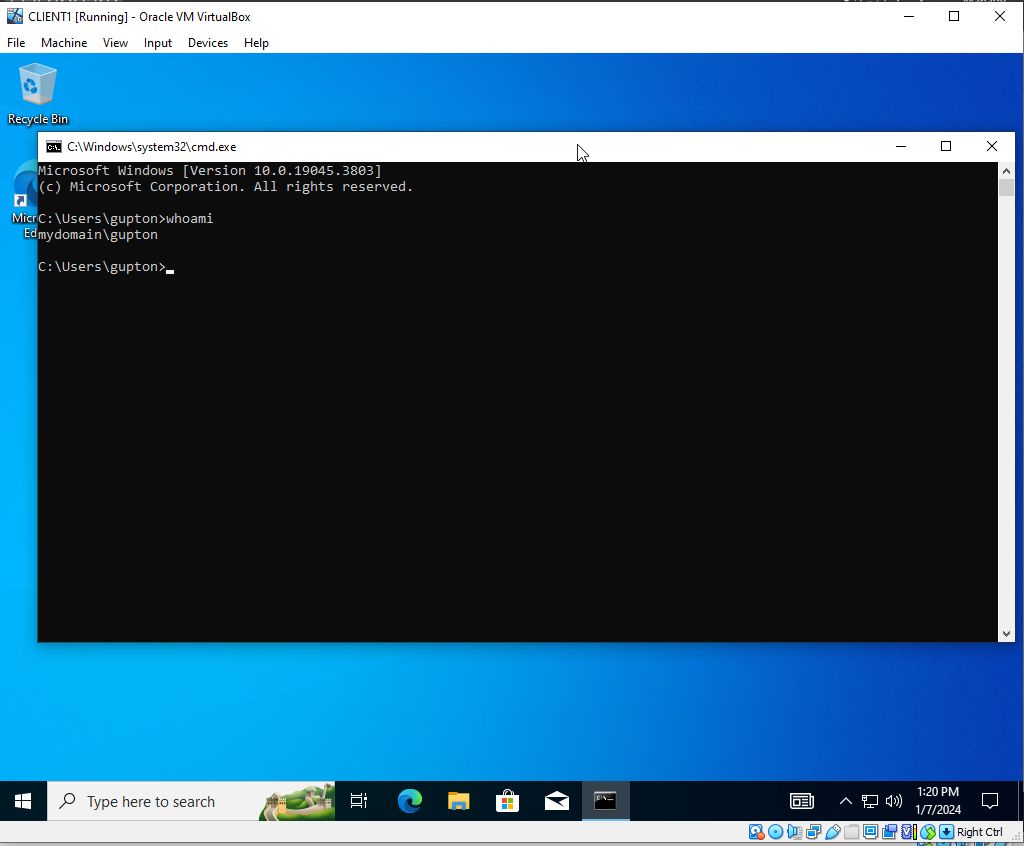 CLIENT1 [Running] - Oracle VM VirtualBox
File Machine View Input Devices Help
Recycle Bin
C:\Windows\system32\cmd.exe
Microsoft Windows [Version 10.0.19045.3803]
(c) Microsoft Corporation. All rights reserved.
Micr
Ed
C:\Users\gupton>whoami
mydomain\gupton
C:\Users\gupton>
Type here to search
1:20 PM
1/7/2024
Right Ctrl